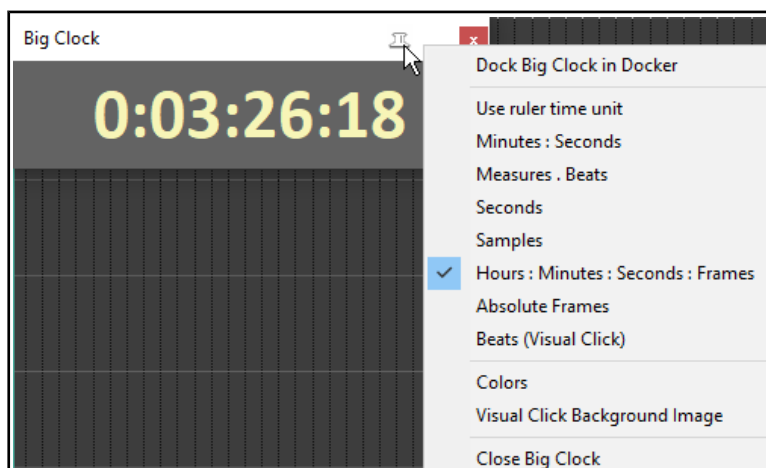 Big Clock
x
0:03:26:18
Dock Big Clock in Docker
Use ruler time unit
Minutes : Seconds
Measures . Beats
Seconds
Samples
Hours : Minutes : Seconds : Frames
Absolute Frames
Beats (Visual Click)
Colors
Visual Click Background Image
Close Big Clock